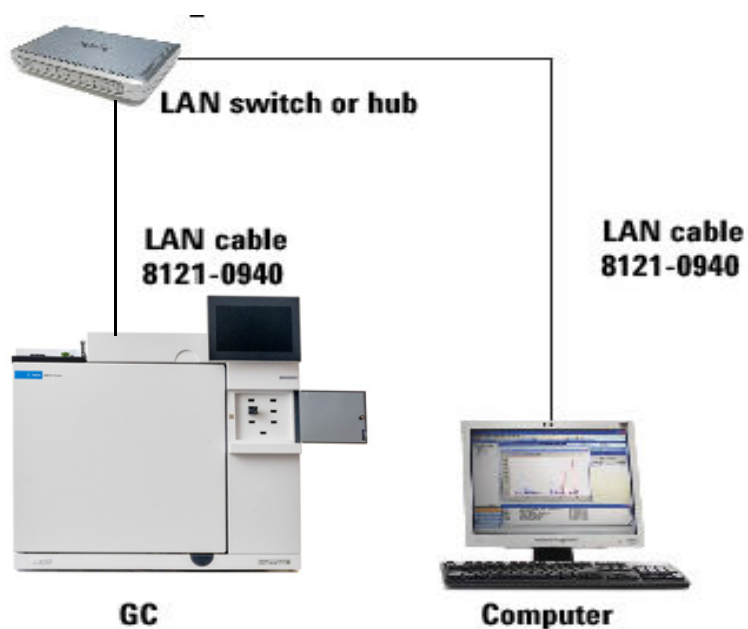 LAN switch or hub
LAN cable
8121-0940
LAN cable
8121-0940
GC
Computer